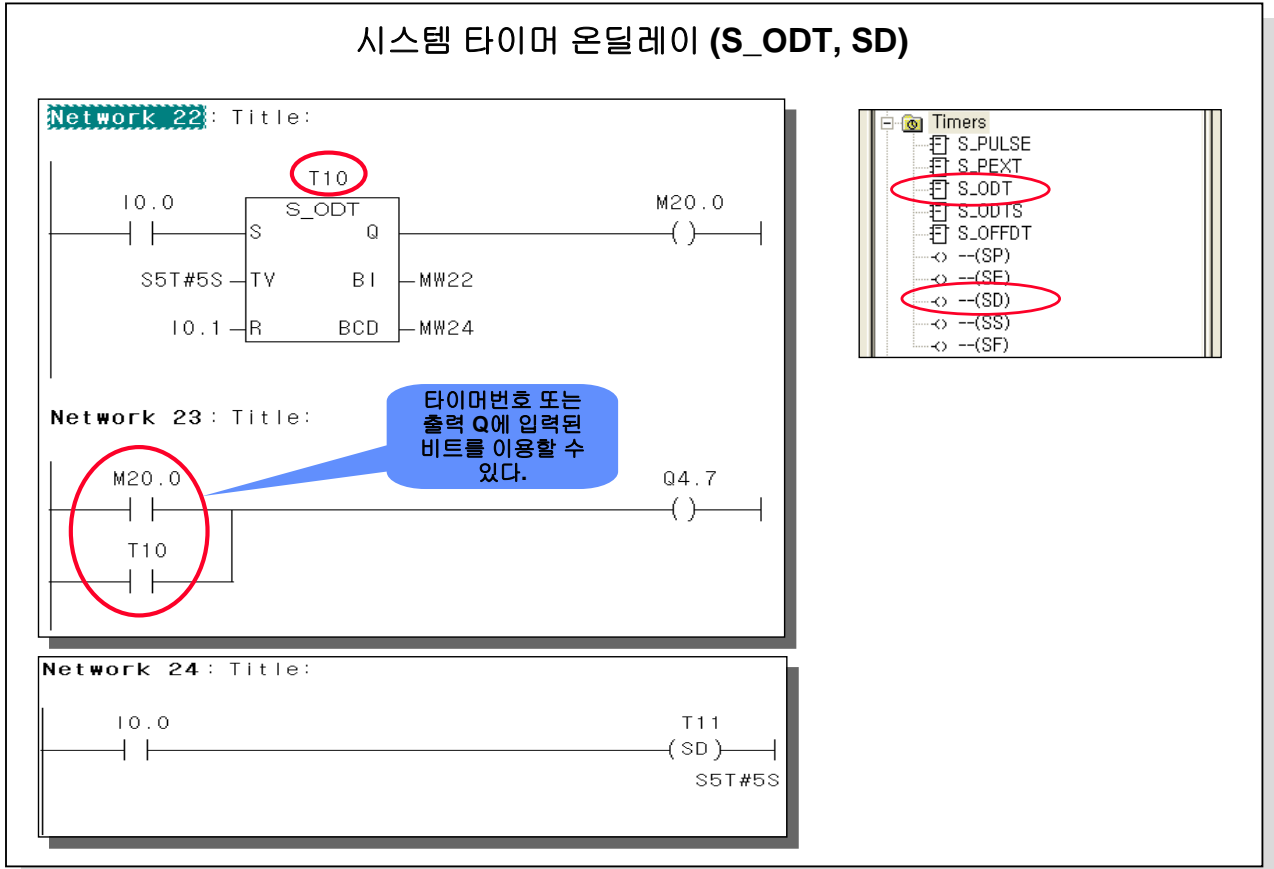 시스템 타이머 온딜레이 (S_ODT, SD)
Network 22: Title:
T10
I0.0
S_ODT
M20.0
S
Q
( )
S5T#5S
TV
BI
MW22
I0.1
R
BCD
MW24
Network 23: Title:
타이머번호 또는
출력 Q에 입력된
비트를 이용할 수
있다.
M20.0
Q4.7
( )
T10
Network 24: Title:
I0.0
T11
(SD)
S5T#5S
Timers
S_PULSE
S_PEXT
S_ODT
S_ODTS
S_OFFDT
--(SP)
--(SE)
--(SD)
--(SS)
--(SF)